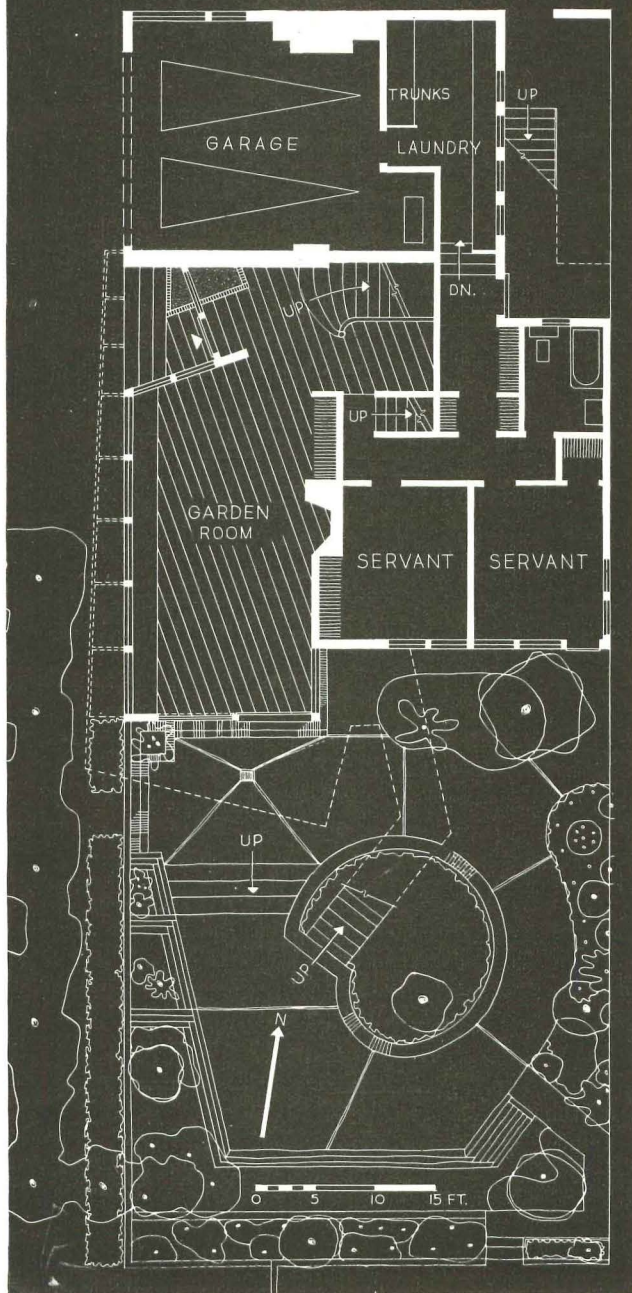 TRUNKS
UP
GARAGE
LAUNDRY
UP
DN.
UP
GARDEN
ROOM
SERVANT
SERVANT
UP
UP
N
0 5 10 15 FT.